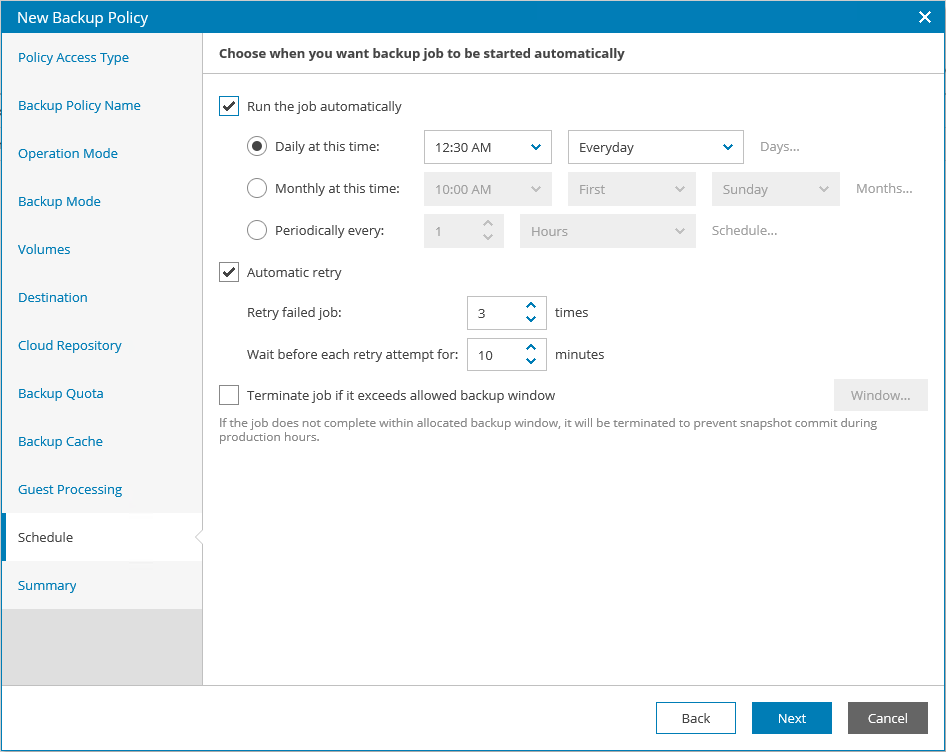 New Backup Policy
Policy Access Type
Backup Policy Name
Operation Mode
Backup Mode
Volumes
Destination
Cloud Repository
Backup Quota
Backup Cache
Guest Processing
Schedule
Summary
Choose when you want backup job to be started automatically
Run the job automatically
Daily at this time: 12:30 AM Everyday Days...
Monthly at this time: 10:00 AM First Sunday Months...
Periodically every: 1 Hours Schedule...
Automatic retry
Retry failed job: 3 times
Wait before each retry attempt for: 10 minutes
Terminate job if it exceeds allowed backup window Window...
If the job does not complete within allocated backup window, it will be terminated to prevent snapshot commit during
production hours.
Back Next Cancel